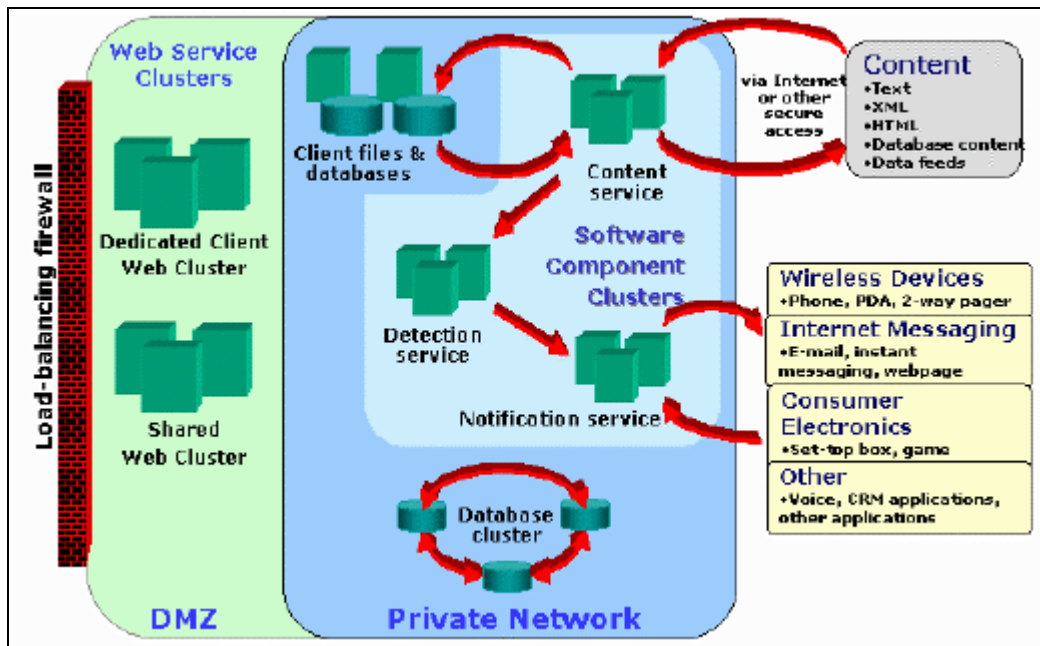 Load-balancing firewall
Web Service
Clusters
Dedicated Client
Web Cluster
Shared
Web Cluster
DMZ
Client files &
databases
Content
service
Software
Component
Clusters
Detection
service
Notification service
Database
cluster
Private Network
via Internet
or other
secure
access
Content
•Text
•XML
•HTML
•Database content
•Data feeds
Wireless Devices
•Phone, PDA, 2-way pager
Internet Messaging
•E-mail, instant
messaging, webpage
Consumer
Electronics
•Set-top box, game
Other
•Voice, CRM applications,
other applications